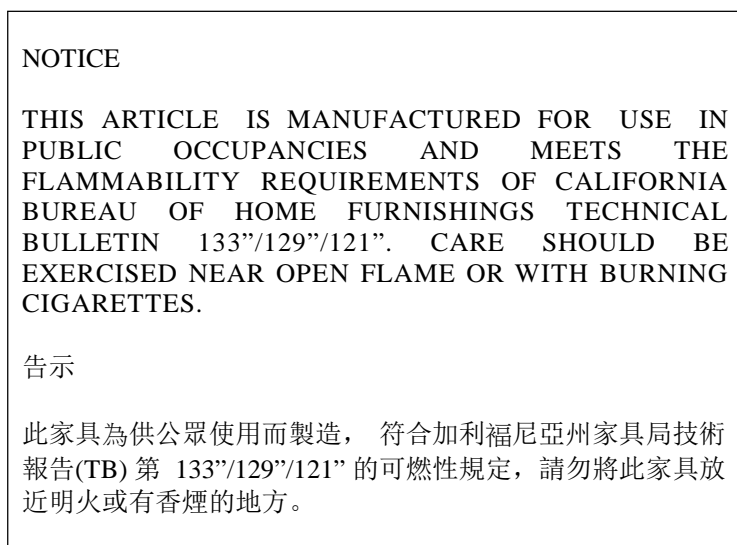 NOTICE
THIS ARTICLE IS MANUFACTURED FOR USE IN
PUBLIC OCCUPANCIES AND MEETS THE
FLAMMABILITY REQUIREMENTS OF CALIFORNIA
BUREAU OF HOME FURNISHINGS TECHNICAL
BULLETIN 133”/129”/121”. CARE SHOULD BE
EXERCISED NEAR OPEN FLAME OR WITH BURNING
CIGARETTES.
告示
此家具為供公眾使用而製造， 符合加利褔尼亞州家具局技術
報告(TB) 第 133”/129”/121” 的可燃性規定，請勿將此家具放
近明火或有香煙的地方。